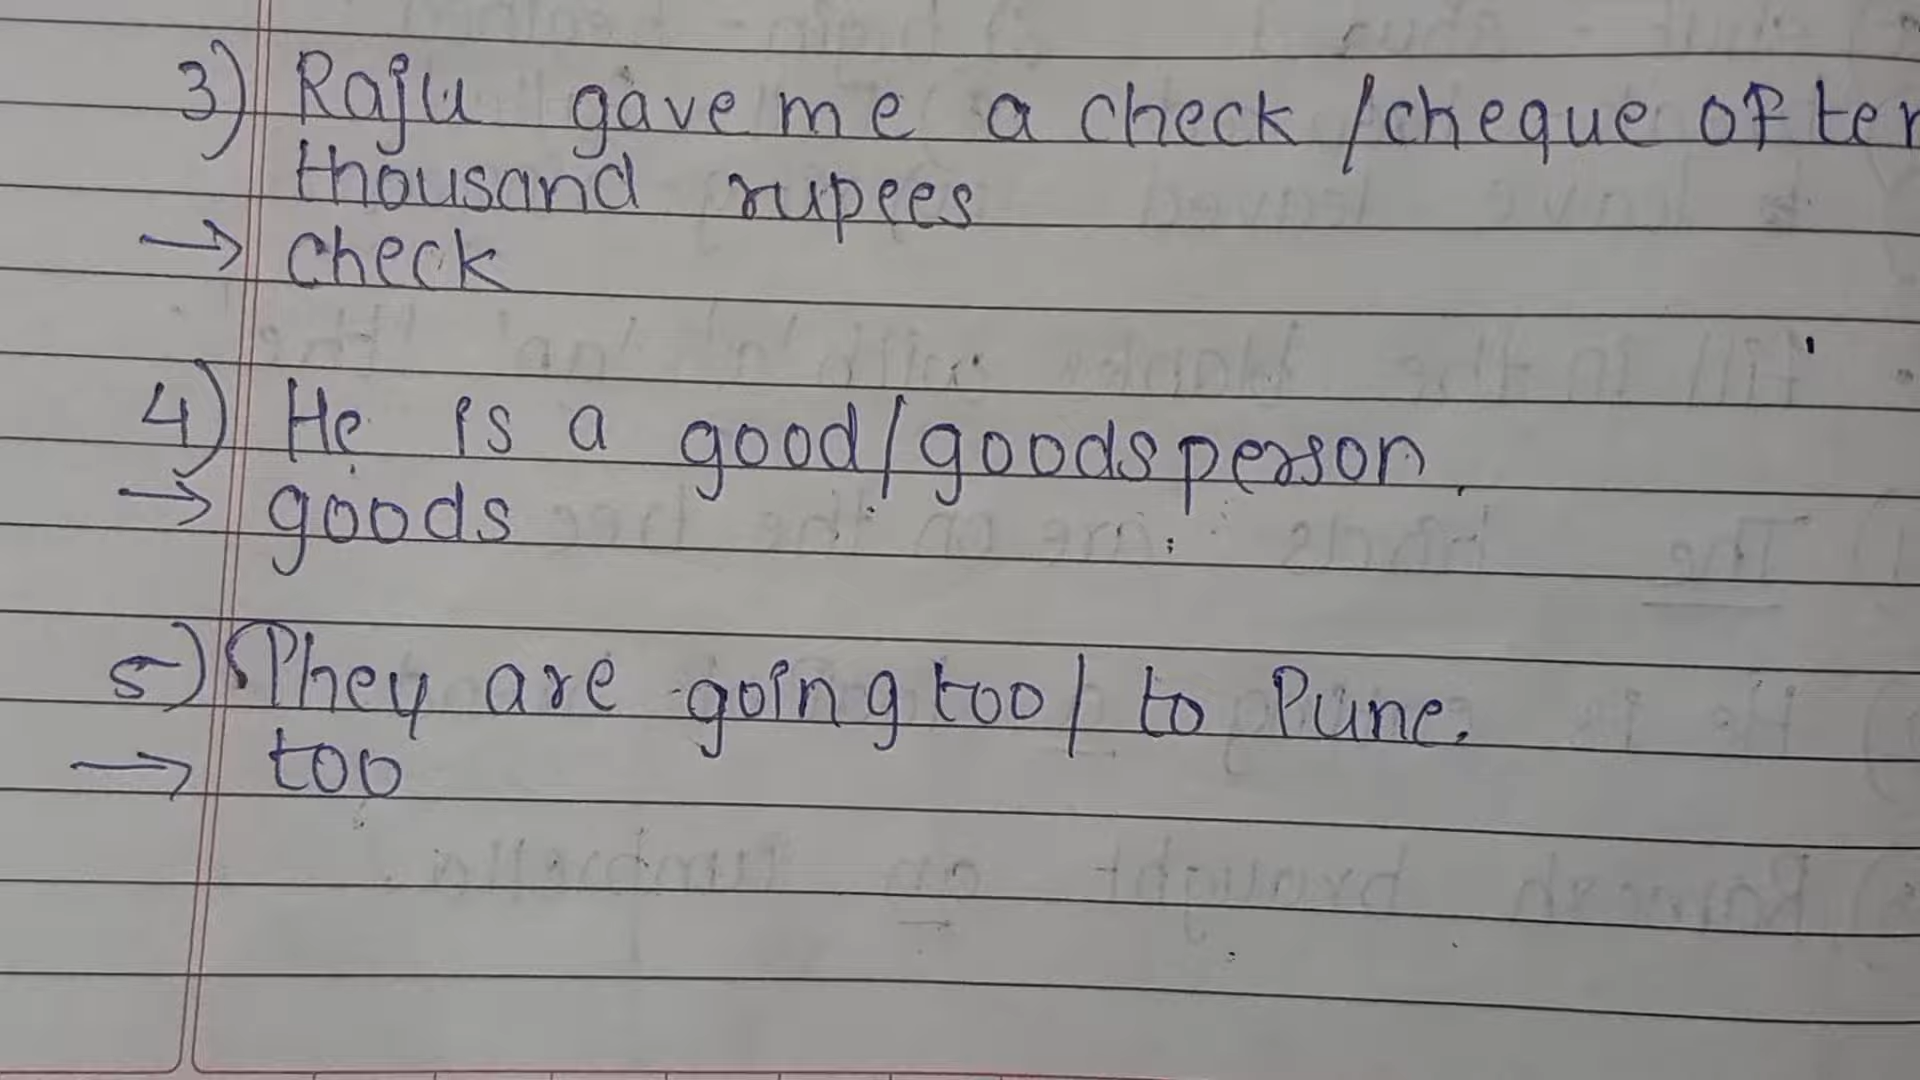 3) Raju gave me a check / cheque of ten
thousand rupees
→ check
4) He is a good / goods person.
→ goods
5) They are going too / to Pune.
→ too